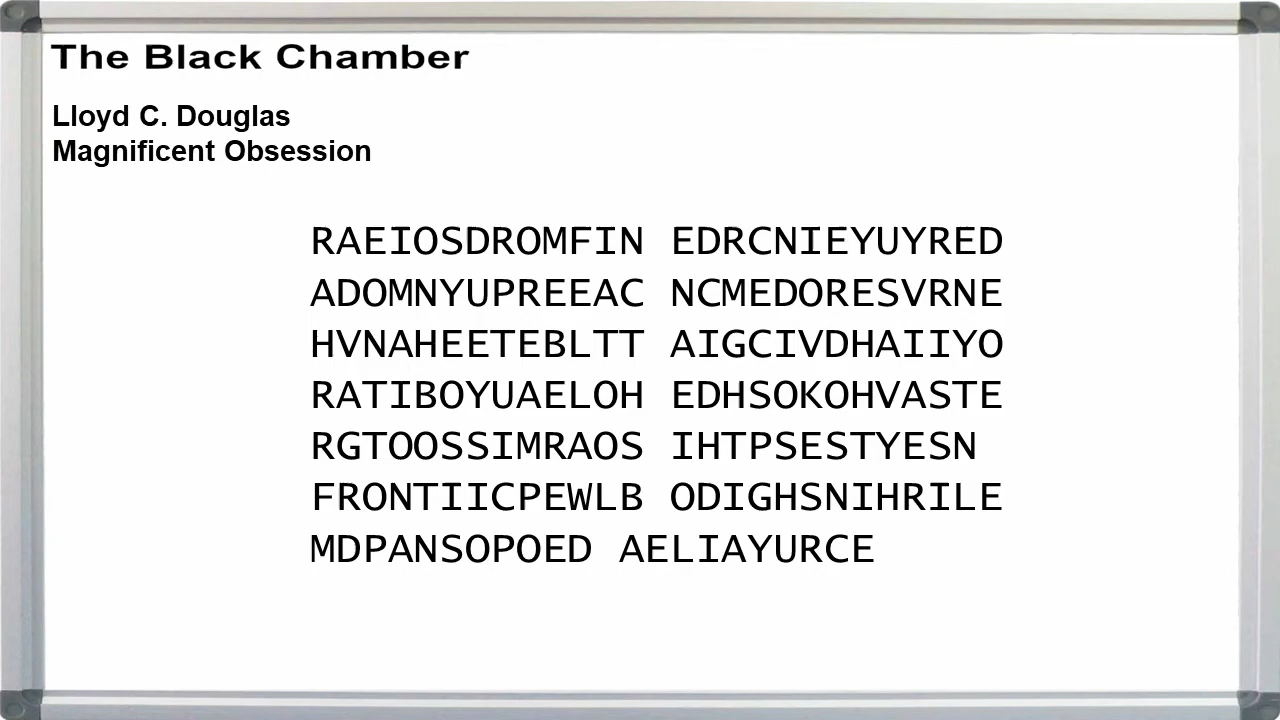 The Black Chamber
Lloyd C. Douglas
Magnificent Obsession
RAEIOSDROMFIN EDRCNIEYUYRED
ADOMNYUPREEAC NCMEDORESVRNE
HVNAHEETEBLTT AIGCIVDHAIIYO
RATIBOYUAELOH EDHSOKOHVASTE
RGTOOSSIMRAOS IHTPSESTYESN
FRONTIICPEWLB ODIGHSNIHRILE
MDPANSOPOED AELIAYURCE